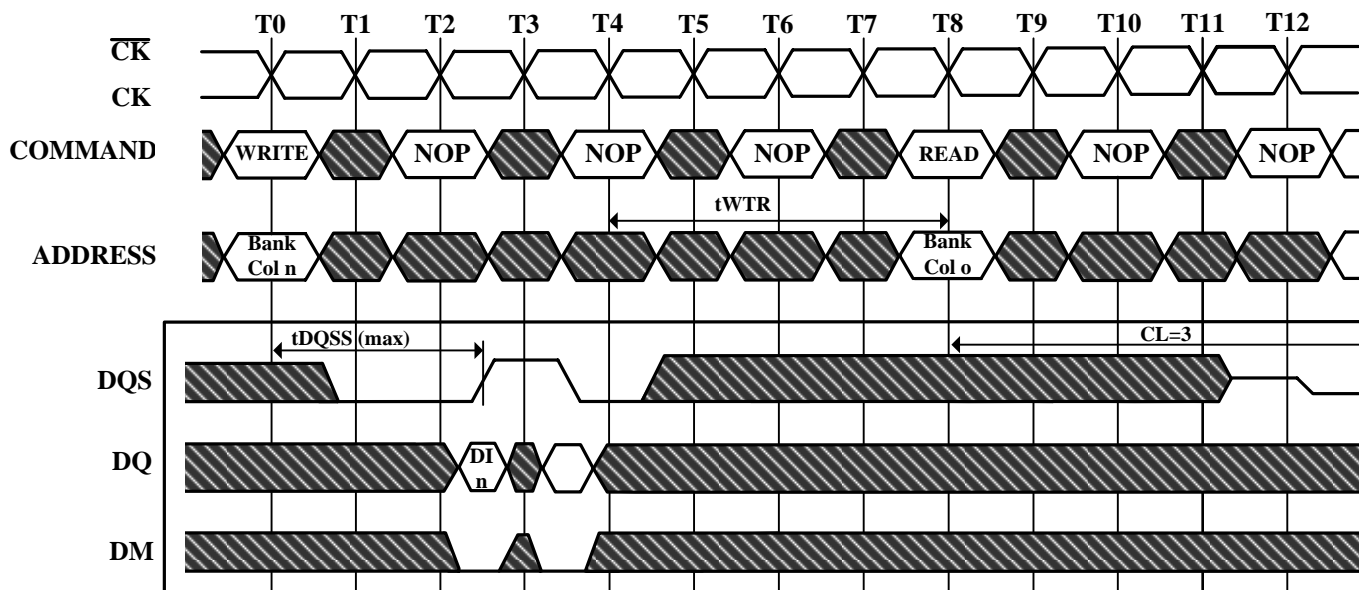 T0 T1 T2 T3 T4 T5 T6 T7 T8 T9 T10 T11 T12
CK
CK
COMMAND WRITE NOP NOP NOP READ NOP NOP
tWTR
ADDRESS Bank Col n Bank Col o
tDQSS (max) CL=3
DQS
DQ DI n
DM